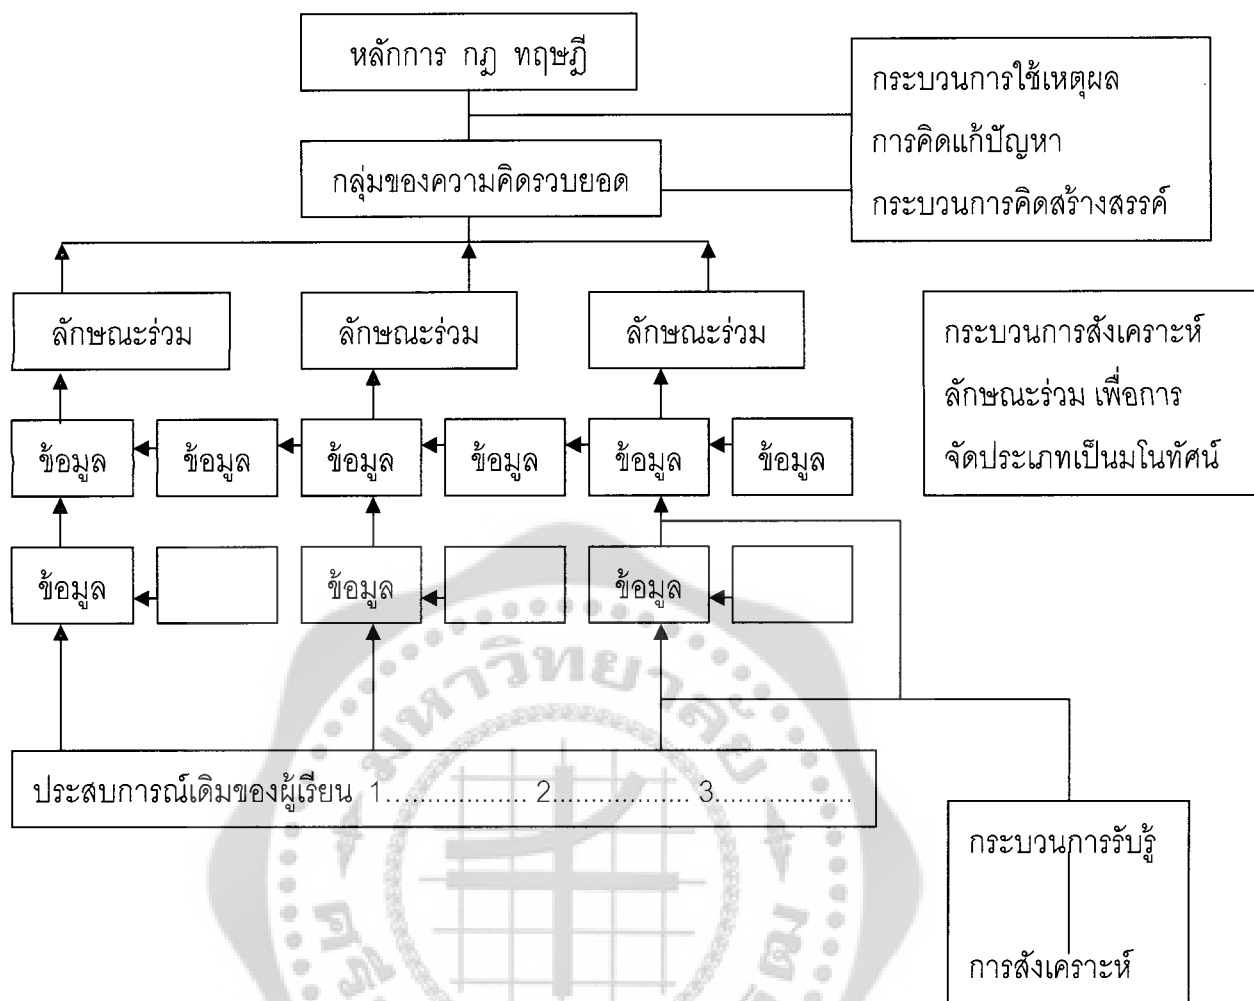 หลักการ กฎ ทฤษฎี
กระบวนการใช้เหตุผล
การคิดแก้ปัญหา
กระบวนการคิดสร้างสรรค์
กลุ่มของความคิดรวบยอด
ลักษณะร่วม
ลักษณะร่วม
ลักษณะร่วม
กระบวนการสังเคราะห์
ลักษณะร่วม เพื่อการ
จัดประเภทเป็นมโนทัศน์
ข้อมูล
ข้อมูล
ข้อมูล
ข้อมูล
ข้อมูล
ข้อมูล
ข้อมูล
ข้อมูล
ข้อมูล
ประสบการณ์เดิมของผู้เรียน 1................. 2................. 3.................
กระบวนการรับรู้
การสังเคราะห์
มหาวิทยาลัย